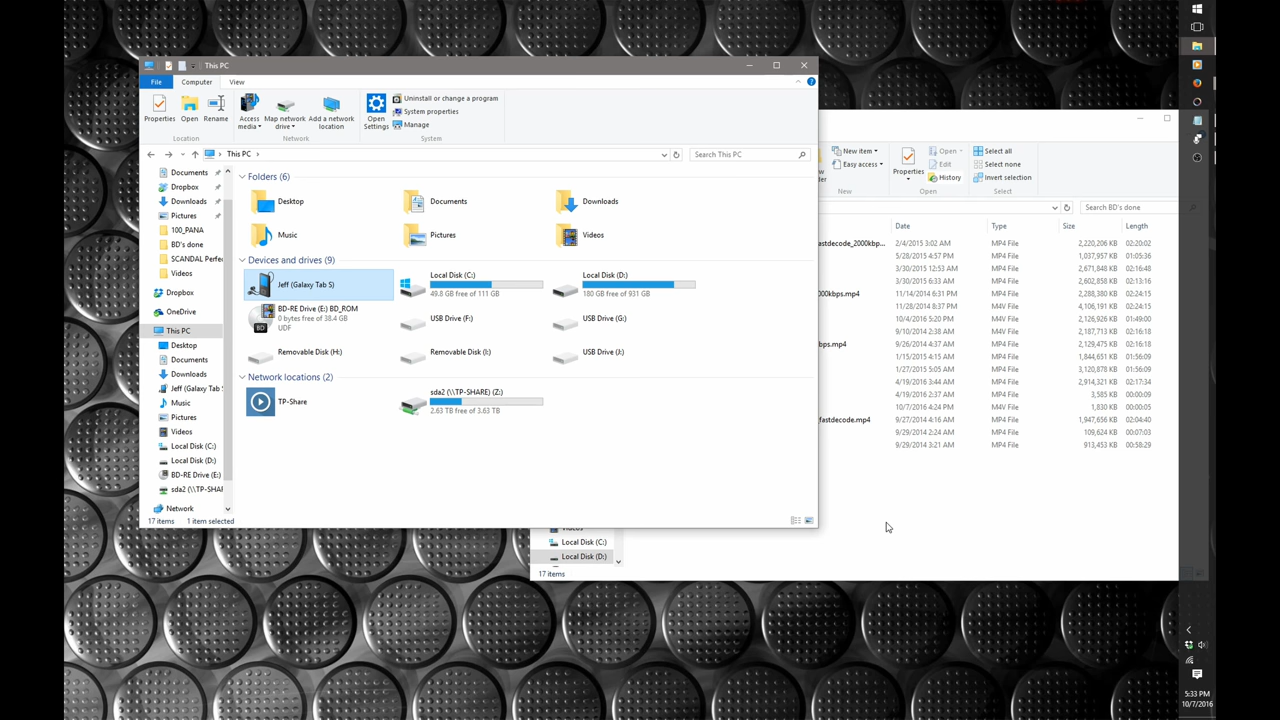 This PC
File
Computer
View
Properties
Open
Rename
Access
media
Map network
drive
Add a network
location
Open
Settings
Uninstall or change a program
System properties
Manage
Location
Network
System
This PC
Search This PC
Documents
Dropbox
Downloads
Pictures
100_PANA
BD's done
SCANDAL Perfe
Videos
Dropbox
OneDrive
This PC
Desktop
Documents
Downloads
Jeff (Galaxy Tab S
Music
Pictures
Videos
Local Disk (C:)
Local Disk (D:)
BD-RE Drive (E:)
sda2 (\\TP-SHAR
Network
17 items
1 item selected
Folders (6)
Desktop
Documents
Downloads
Music
Pictures
Videos
Devices and drives (9)
Jeff (Galaxy Tab S)
Local Disk (C:)
49.8 GB free of 111 GB
Local Disk (D:)
180 GB free of 931 GB
BD-RE Drive (E:) BD_ROM
0 bytes free of 38.4 GB
UDF
BD
USB Drive (F:)
USB Drive (G:)
Removable Disk (H:)
Removable Disk (I:)
USB Drive (J:)
Network locations (2)
TP-Share
sda2 (\\TP-SHARE) (Z:)
2.63 TB free of 3.63 TB
New item
Easy access
New
Properties
Open
Edit
History
Open
Select all
Select none
Invert selection
Select
Search BD's done
Date Type Size Length
fastdecode_2000kbp... 2/4/2015 3:02 AM MP4 File 2,220,206 KB 02:20:02
5/28/2015 4:57 PM MP4 File 1,037,957 KB 01:05:36
3/30/2015 12:53 AM MP4 File 2,671,848 KB 02:16:48
3/30/2015 6:33 AM MP4 File 2,602,858 KB 02:13:16
000kbps.mp4 11/14/2014 6:31 PM MP4 File 2,288,380 KB 02:24:15
11/28/2014 8:37 PM M4V File 2,288,413 KB 02:24:15
10/4/2016 5:20 PM M4V File 2,126,926 KB 01:49:00
9/10/2014 2:38 AM M4V File 2,187,713 KB 02:16:18
bps.mp4 9/26/2014 4:37 AM MP4 File 2,129,475 KB 02:16:18
1/15/2015 4:15 AM MP4 File 1,844,651 KB 01:56:09
1/27/2015 5:05 AM MP4 File 3,120,878 KB 01:56:09
4/19/2016 3:44 AM MP4 File 2,914,321 KB 02:17:34
4/19/2016 2:37 AM M4V File 3,585 KB 00:00:09
10/7/2016 4:24 PM M4V File 1,830 KB 00:00:05
fastdecode.mp4 9/27/2014 4:16 AM MP4 File 1,947,656 KB 02:04:40
9/29/2014 2:23 AM MP4 File 109,624 KB 00:07:03
9/29/2014 3:21 AM MP4 File 913,453 KB 00:58:29
Local Disk (C:)
Local Disk (D:)
17 items
5:33 PM
10/7/2016